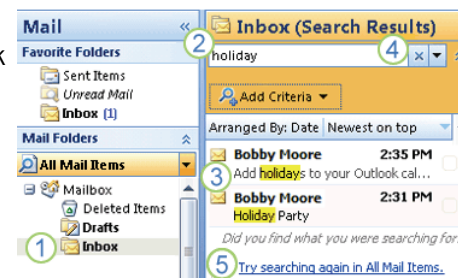 Mail «
Favorite Folders
Sent Items
Unread Mail
Inbox (1)
Mail Folders
All Mail Items
Mailbox
Deleted Items
Drafts
1 Inbox
Inbox (Search Results)
2 holiday 4
Add Criteria
Arranged By: Date Newest on top
Bobby Moore 2:35 PM
3 Add holidays to your Outlook cal...
Bobby Moore 2:31 PM
Holiday Party
Did you find what you were searching for
5 Try searching again in All Mail Items.